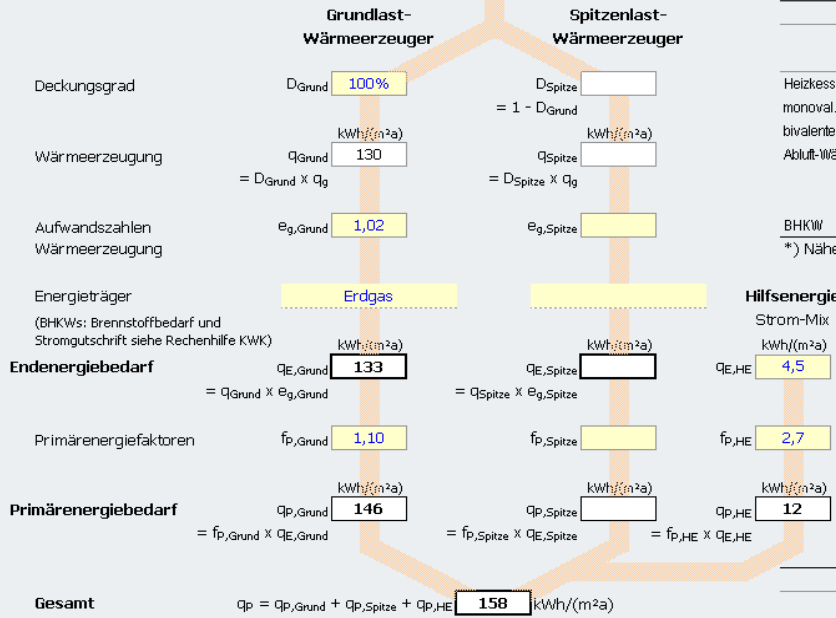 Grundlast- Spitzenlast-
Wärmeerzeuger Wärmeerzeuger
Deckungsgrad DGrund 100% DSpitze
= 1 - DGrund
Heizkess
monoval.
bivalente
kWh/(m²a) kWh/(m²a)
Wärmeerzeugung qGrund 130 qSpitze Abluft-Wä
= DGrund x qg = DSpitze x qg
Aufwandszahlen eg,Grund 1,02 eg,Spitze BHKW
Wärmeerzeugung *) Nähe
Energieträger Erdgas Hilfsenergie
(BHKWs: Brennstoffbedarf und Strom-Mix
Stromgutschrift siehe Rechenhilfe KWK) kWh/(m²a) kWh/(m²a) kWh/(m²a)
Endenergiebedarf qE,Grund 133 qE,Spitze qE,HE 4,5
= qGrund x eg,Grund = qSpitze x eg,Spitze
Primärenergiefaktoren fP,Grund 1,10 fP,Spitze fP,HE 2,7
kWh/(m²a) kWh/(m²a) kWh/(m²a)
Primärenergiebedarf qP,Grund 146 qP,Spitze qP,HE 12
= fP,Grund x qE,Grund = fP,Spitze x qE,Spitze = fP,HE x qE,HE
Gesamt qP = qP,Grund + qP,Spitze + qP,HE 158 kWh/(m²a)